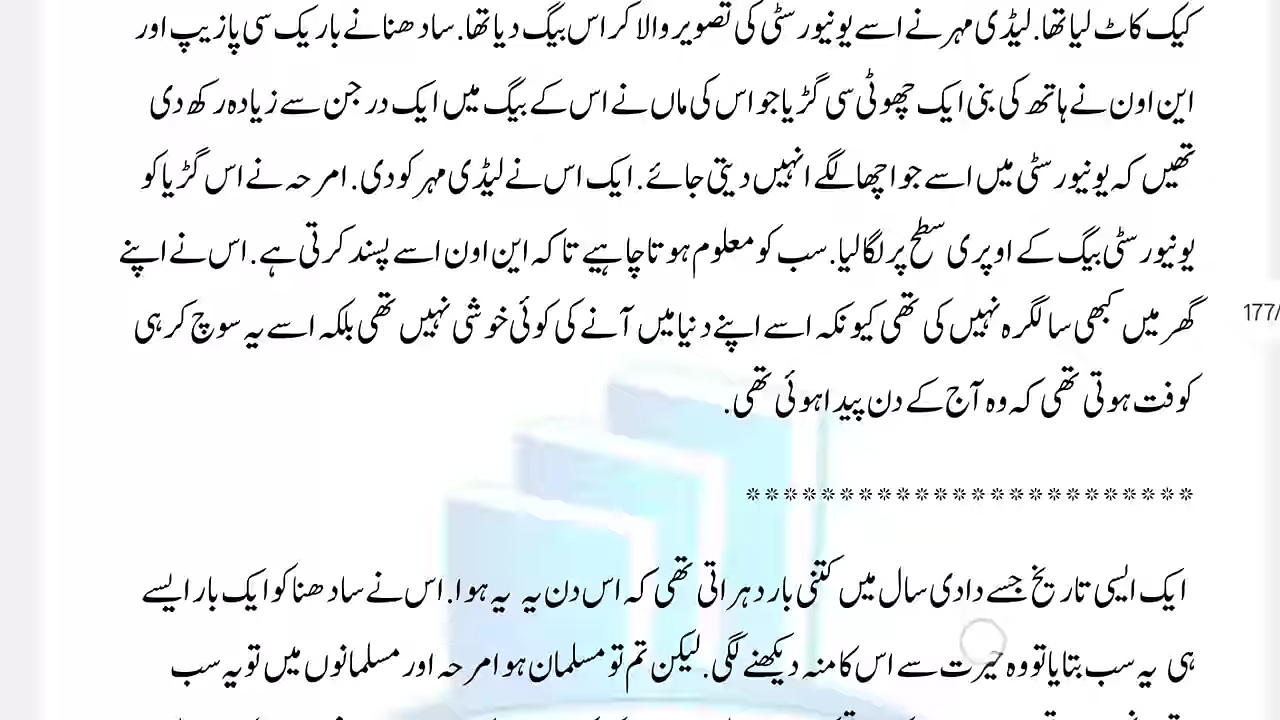 کیک کاٹ لیا تھا. لیڈی مہر نے اسے یونیورسٹی کی تصویر والا کر اس بیگ دیا تھا. سادھنا نے باریک سی پازیب اور
این اون نے ہاتھ کی بنی ایک چھوٹی سی گڑیا جو اس کی ماں نے اس کے بیگ میں ایک درجن سے زیادہ رکھ دی
تھیں کہ یونیورسٹی میں اسے جو اچھا لگے انہیں دیتی جائے. ایک اس نے لیڈی مہر کو دی. امرحہ نے اس گڑیا کو
یونیورسٹی بیگ کے اوپری سطح پر لگا لیا. سب کو معلوم ہوتا چاہیے تا کہ این اون اسے پسند کرتی ہے. اس نے اپنے
گھر میں کبھی سالگرہ نہیں کی تھی کیونکہ اسے اپنے دنیا میں آنے کی کوئی خوشی نہیں تھی بلکہ اسے یہ سوچ کر ہی
177/
کوفت ہوتی تھی کہ وہ آج کے دن پیدا ہوئی تھی.
************************
ایک ایسی تاریخ جسے دادی سال میں کتنی بار دہراتی تھی کہ اس دن یہ یہ ہوا. اس نے سادھنا کو ایک بار ایسے
ہی یہ سب بتایا تو وہ حیرت سے اس کا منہ دیکھنے لگی. لیکن تم تو مسلمان ہو امرحہ اور مسلمانوں میں تو یہ سب